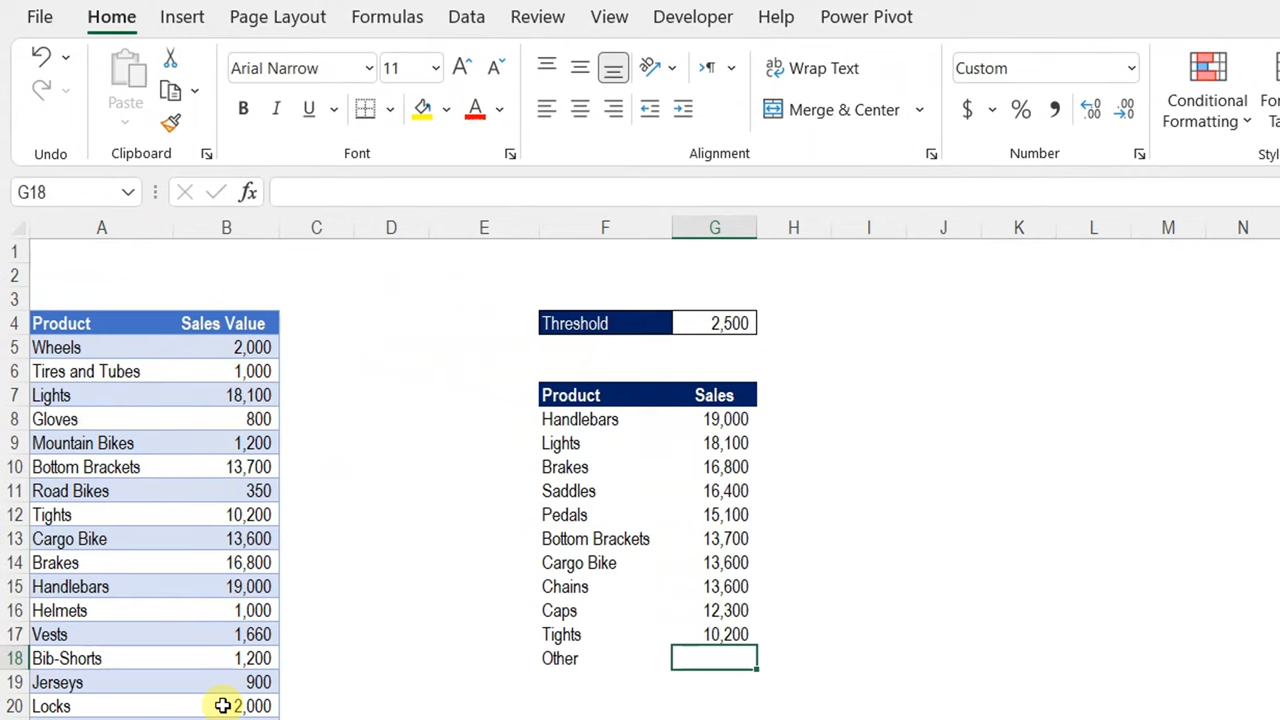 File Home Insert Page Layout Formulas Data Review View Developer Help Power Pivot
Arial Narrow 11 A A Wrap Text Custom
Paste B I U A Merge & Center $ % , Conditional
Formatting
Undo Clipboard Font Alignment Number
G18 fx
A B C D E F G H I J K L M N
1
2
3
4 Product Sales Value Threshold 2,500
5 Wheels 2,000
6 Tires and Tubes 1,000
7 Lights 18,100 Product Sales
8 Gloves 800 Handlebars 19,000
9 Mountain Bikes 1,200 Lights 18,100
10 Bottom Brackets 13,700 Brakes 16,800
11 Road Bikes 350 Saddles 16,400
12 Tights 10,200 Pedals 15,100
13 Cargo Bike 13,600 Bottom Brackets 13,700
14 Brakes 16,800 Cargo Bike 13,600
15 Handlebars 19,000 Chains 13,600
16 Helmets 1,000 Caps 12,300
17 Vests 1,660 Tights 10,200
18 Bib-Shorts 1,200 Other
19 Jerseys 900
20 Locks 2,000